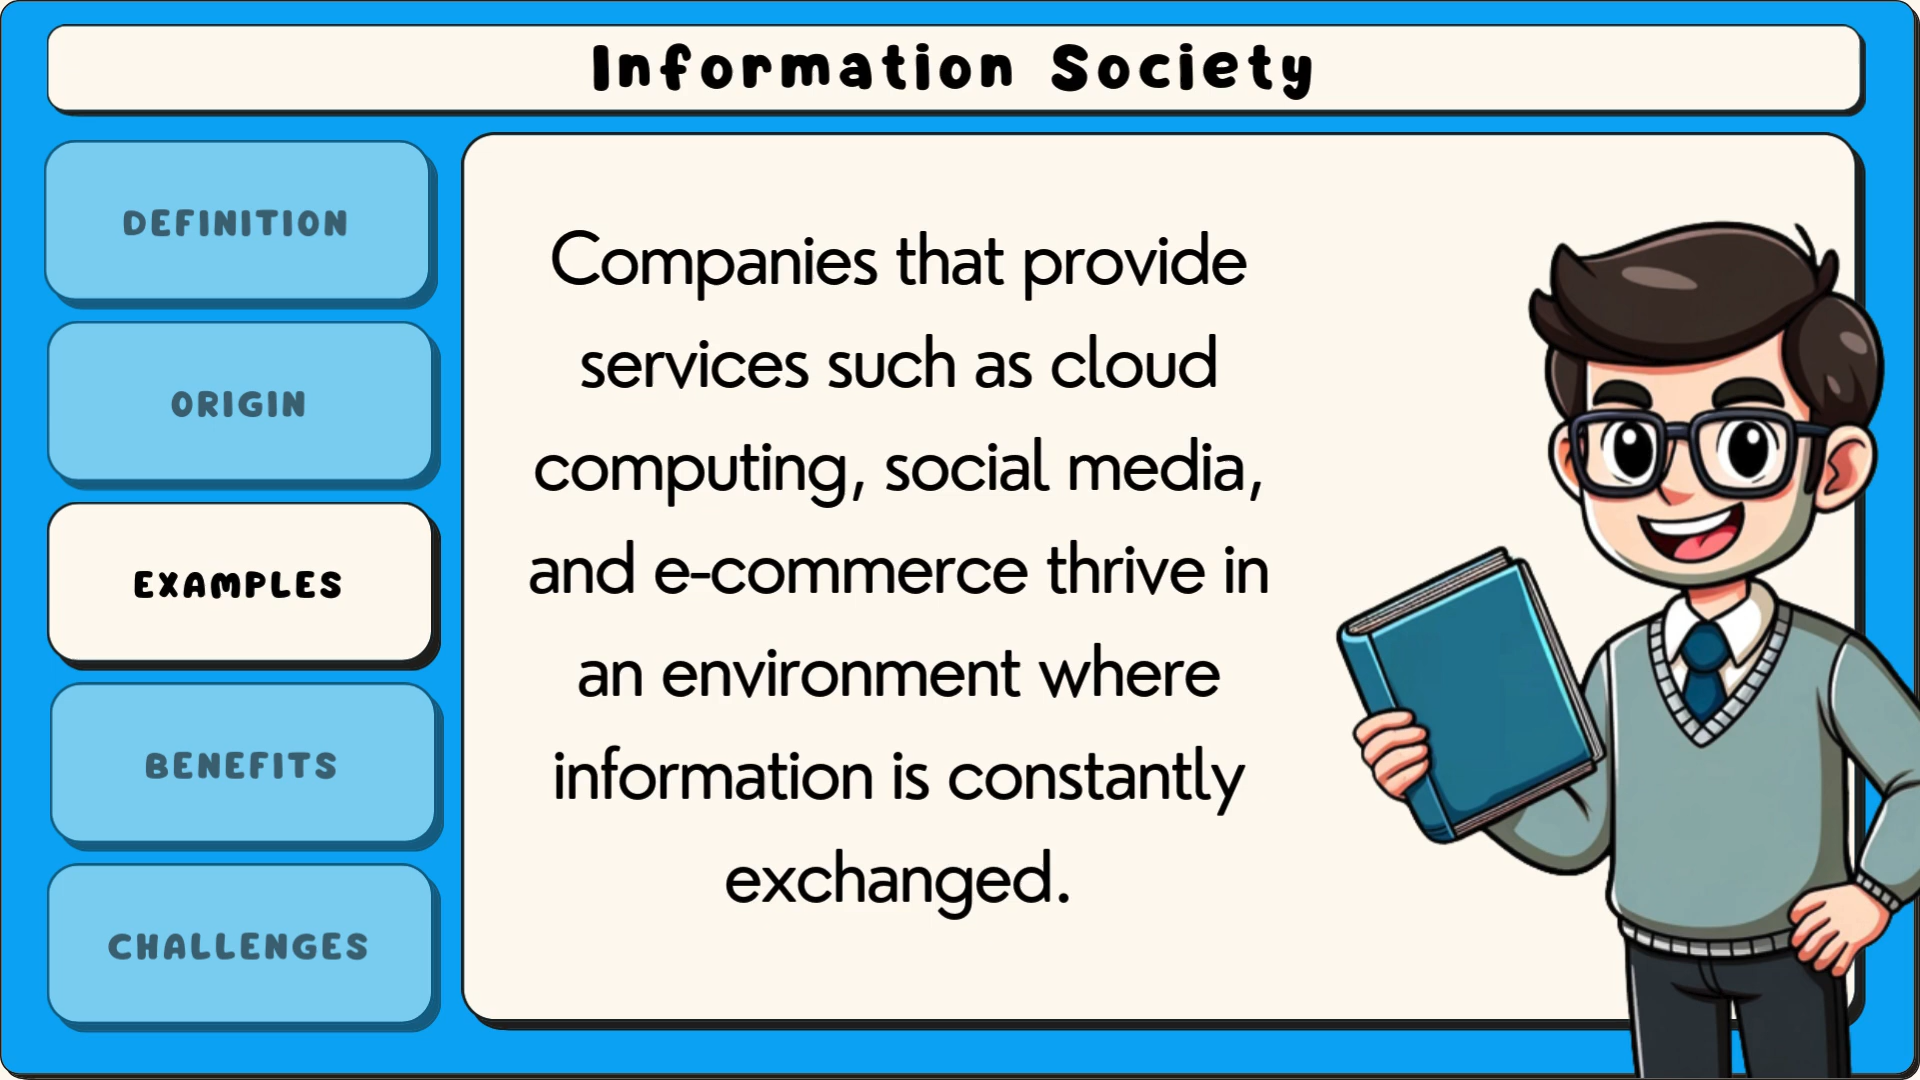 Information Society
DEFINITION
ORIGIN
EXAMPLES
BENEFITS
CHALLENGES
Companies that provide
services such as cloud
computing, social media,
and e-commerce thrive in
an environment where
information is constantly
exchanged.